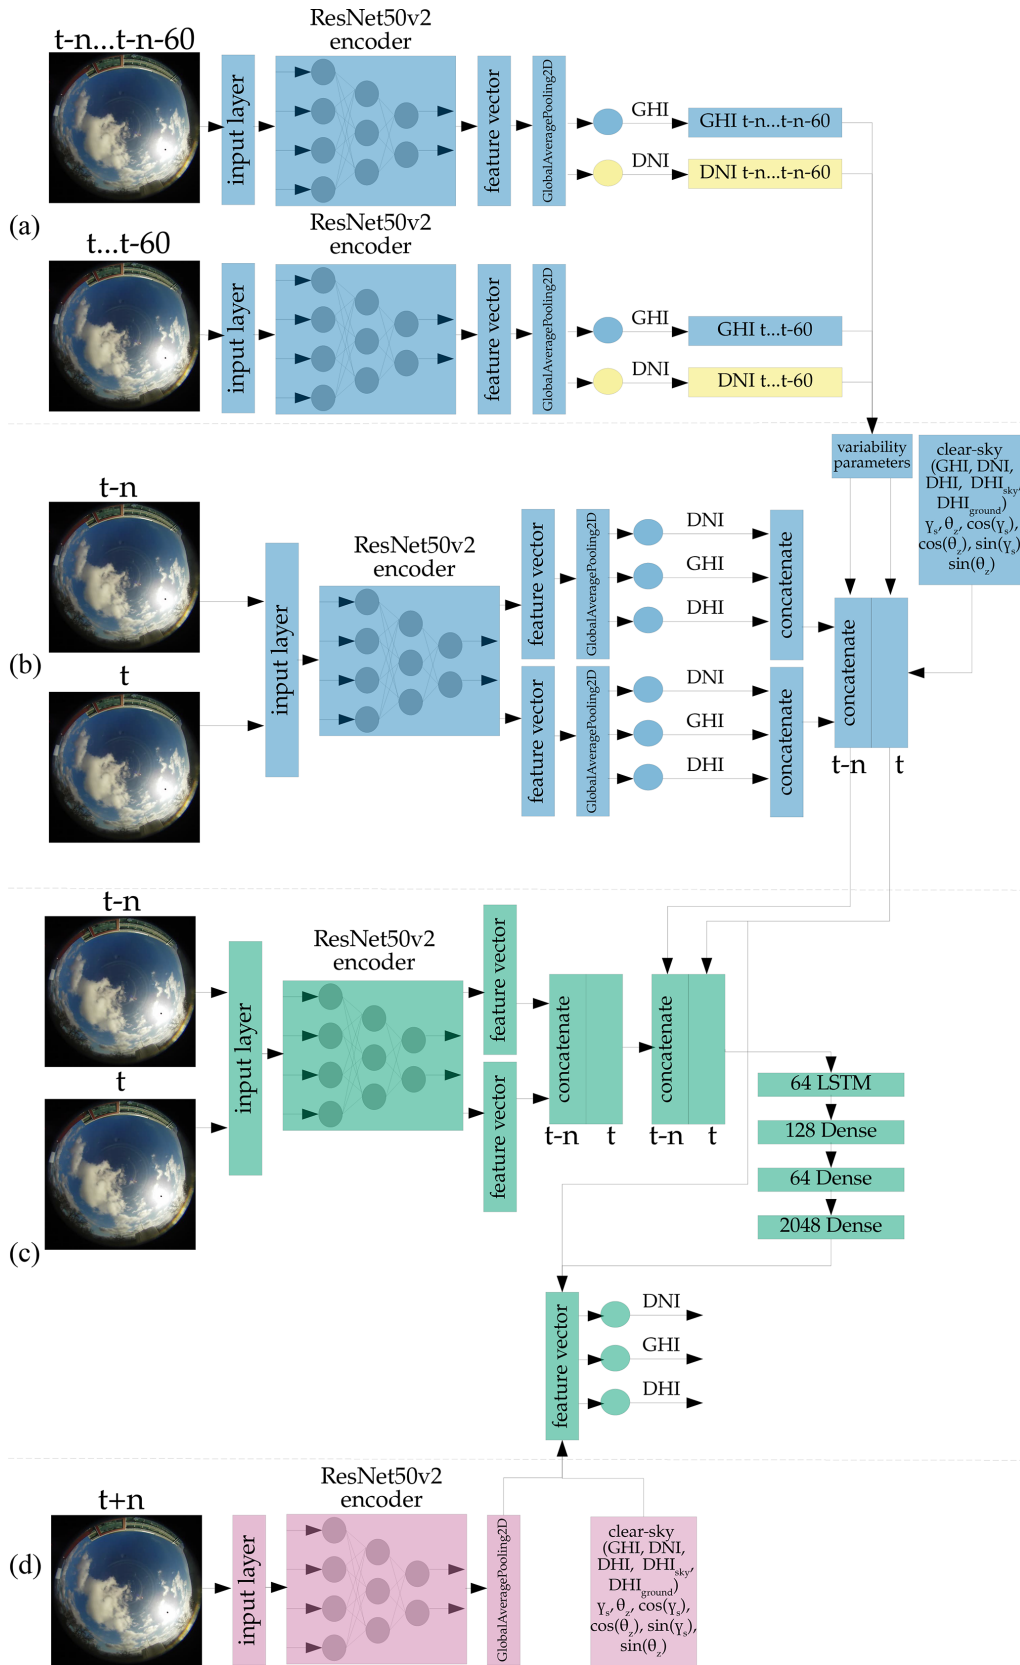 t-n...t-n-60
ResNet50v2
encoder
input layer
feature vector
GlobalAveragePooling2D
GHI
GHI t-n...t-n-60
DNI
DNI t-n...t-n-60
(a)
t...t-60
ResNet50v2
encoder
input layer
feature vector
GlobalAveragePooling2D
GHI
GHI t...t-60
DNI
DNI t...t-60
variability
parameters
clear-sky
(GHI, DNI,
DHI, DHIsky,
DHIground)
γs, θz, cos(γs),
cos(θz), sin(γs)
sin(θz)
t-n
ResNet50v2
encoder
input layer
feature vector
GlobalAveragePooling2D
DNI
GHI
DHI
concatenate
concatenate
(b)
t
feature vector
GlobalAveragePooling2D
DNI
GHI
DHI
concatenate
t-n
t
t-n
ResNet50v2
encoder
input layer
feature vector
feature vector
concatenate
t-n
t
concatenate
t-n
t
t
64 LSTM
128 Dense
64 Dense
2048 Dense
(c)
feature vector
DNI
GHI
DHI
t+n
ResNet50v2
encoder
(d)
input layer
GlobalAveragePooling2D
clear-sky
(GHI, DNI,
DHI, DHIsky,
DHIground)
γs, θz, cos(γs),
cos(θz), sin(γs),
sin(θz)